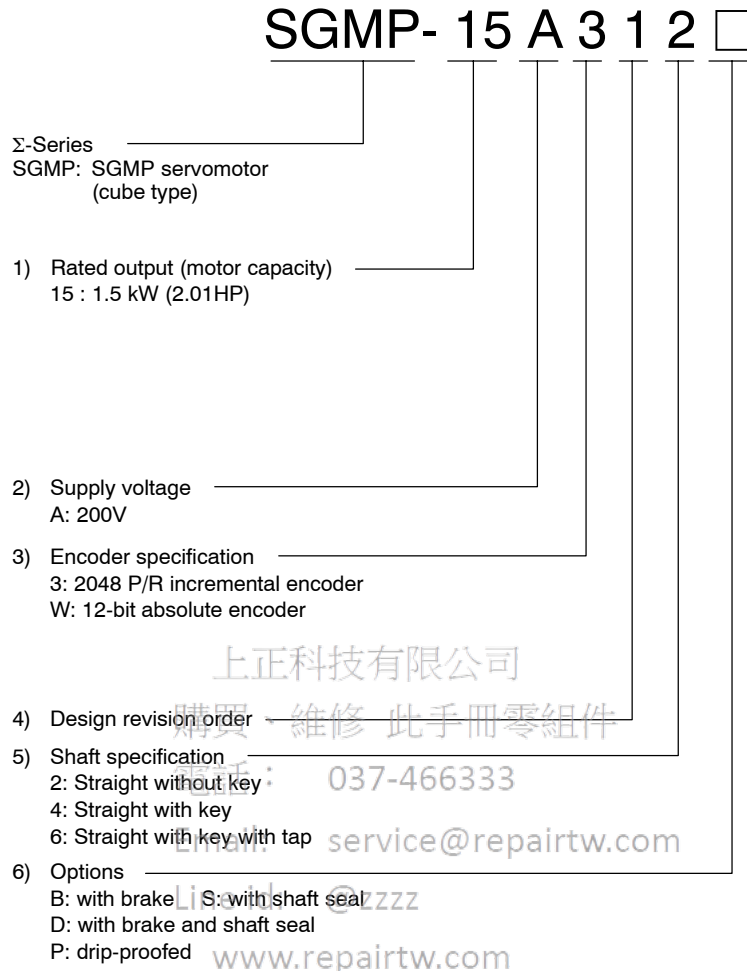 SGMP- 15 A 3 1 2 □
Σ-Series
SGMP: SGMP servomotor
(cube type)
1) Rated output (motor capacity)
15 : 1.5 kW (2.01HP)
2) Supply voltage
A: 200V
3) Encoder specification
3: 2048 P/R incremental encoder
W: 12-bit absolute encoder
上正科技有限公司
4) Design revision order
購買、維修 此手冊零組件
5) Shaft specification
2: Straight without key
電話： 037-466333
4: Straight with key
6: Straight with key with tap
Email: service@repairtw.com
6) Options
B: with brake S: with shaft seal
Line id: @zzzz
D: with brake and shaft seal
P: drip-proofed
www.repairtw.com